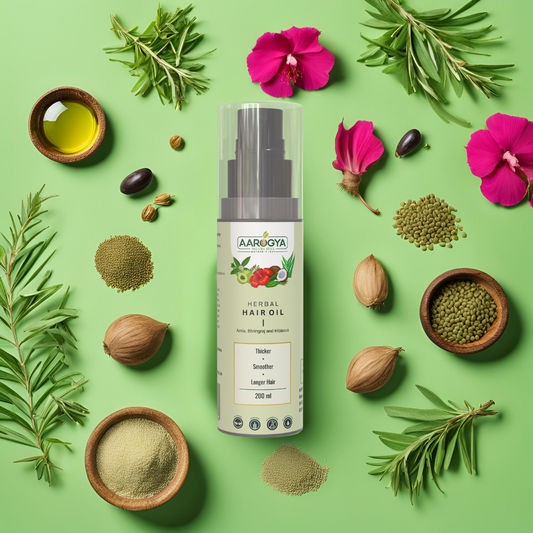 AAROGYA
HERBAL
HAIR OIL
Amla, Bhringraj and Hibiscus
Thicker
•
Smoother
•
Longer Hair
200 ml